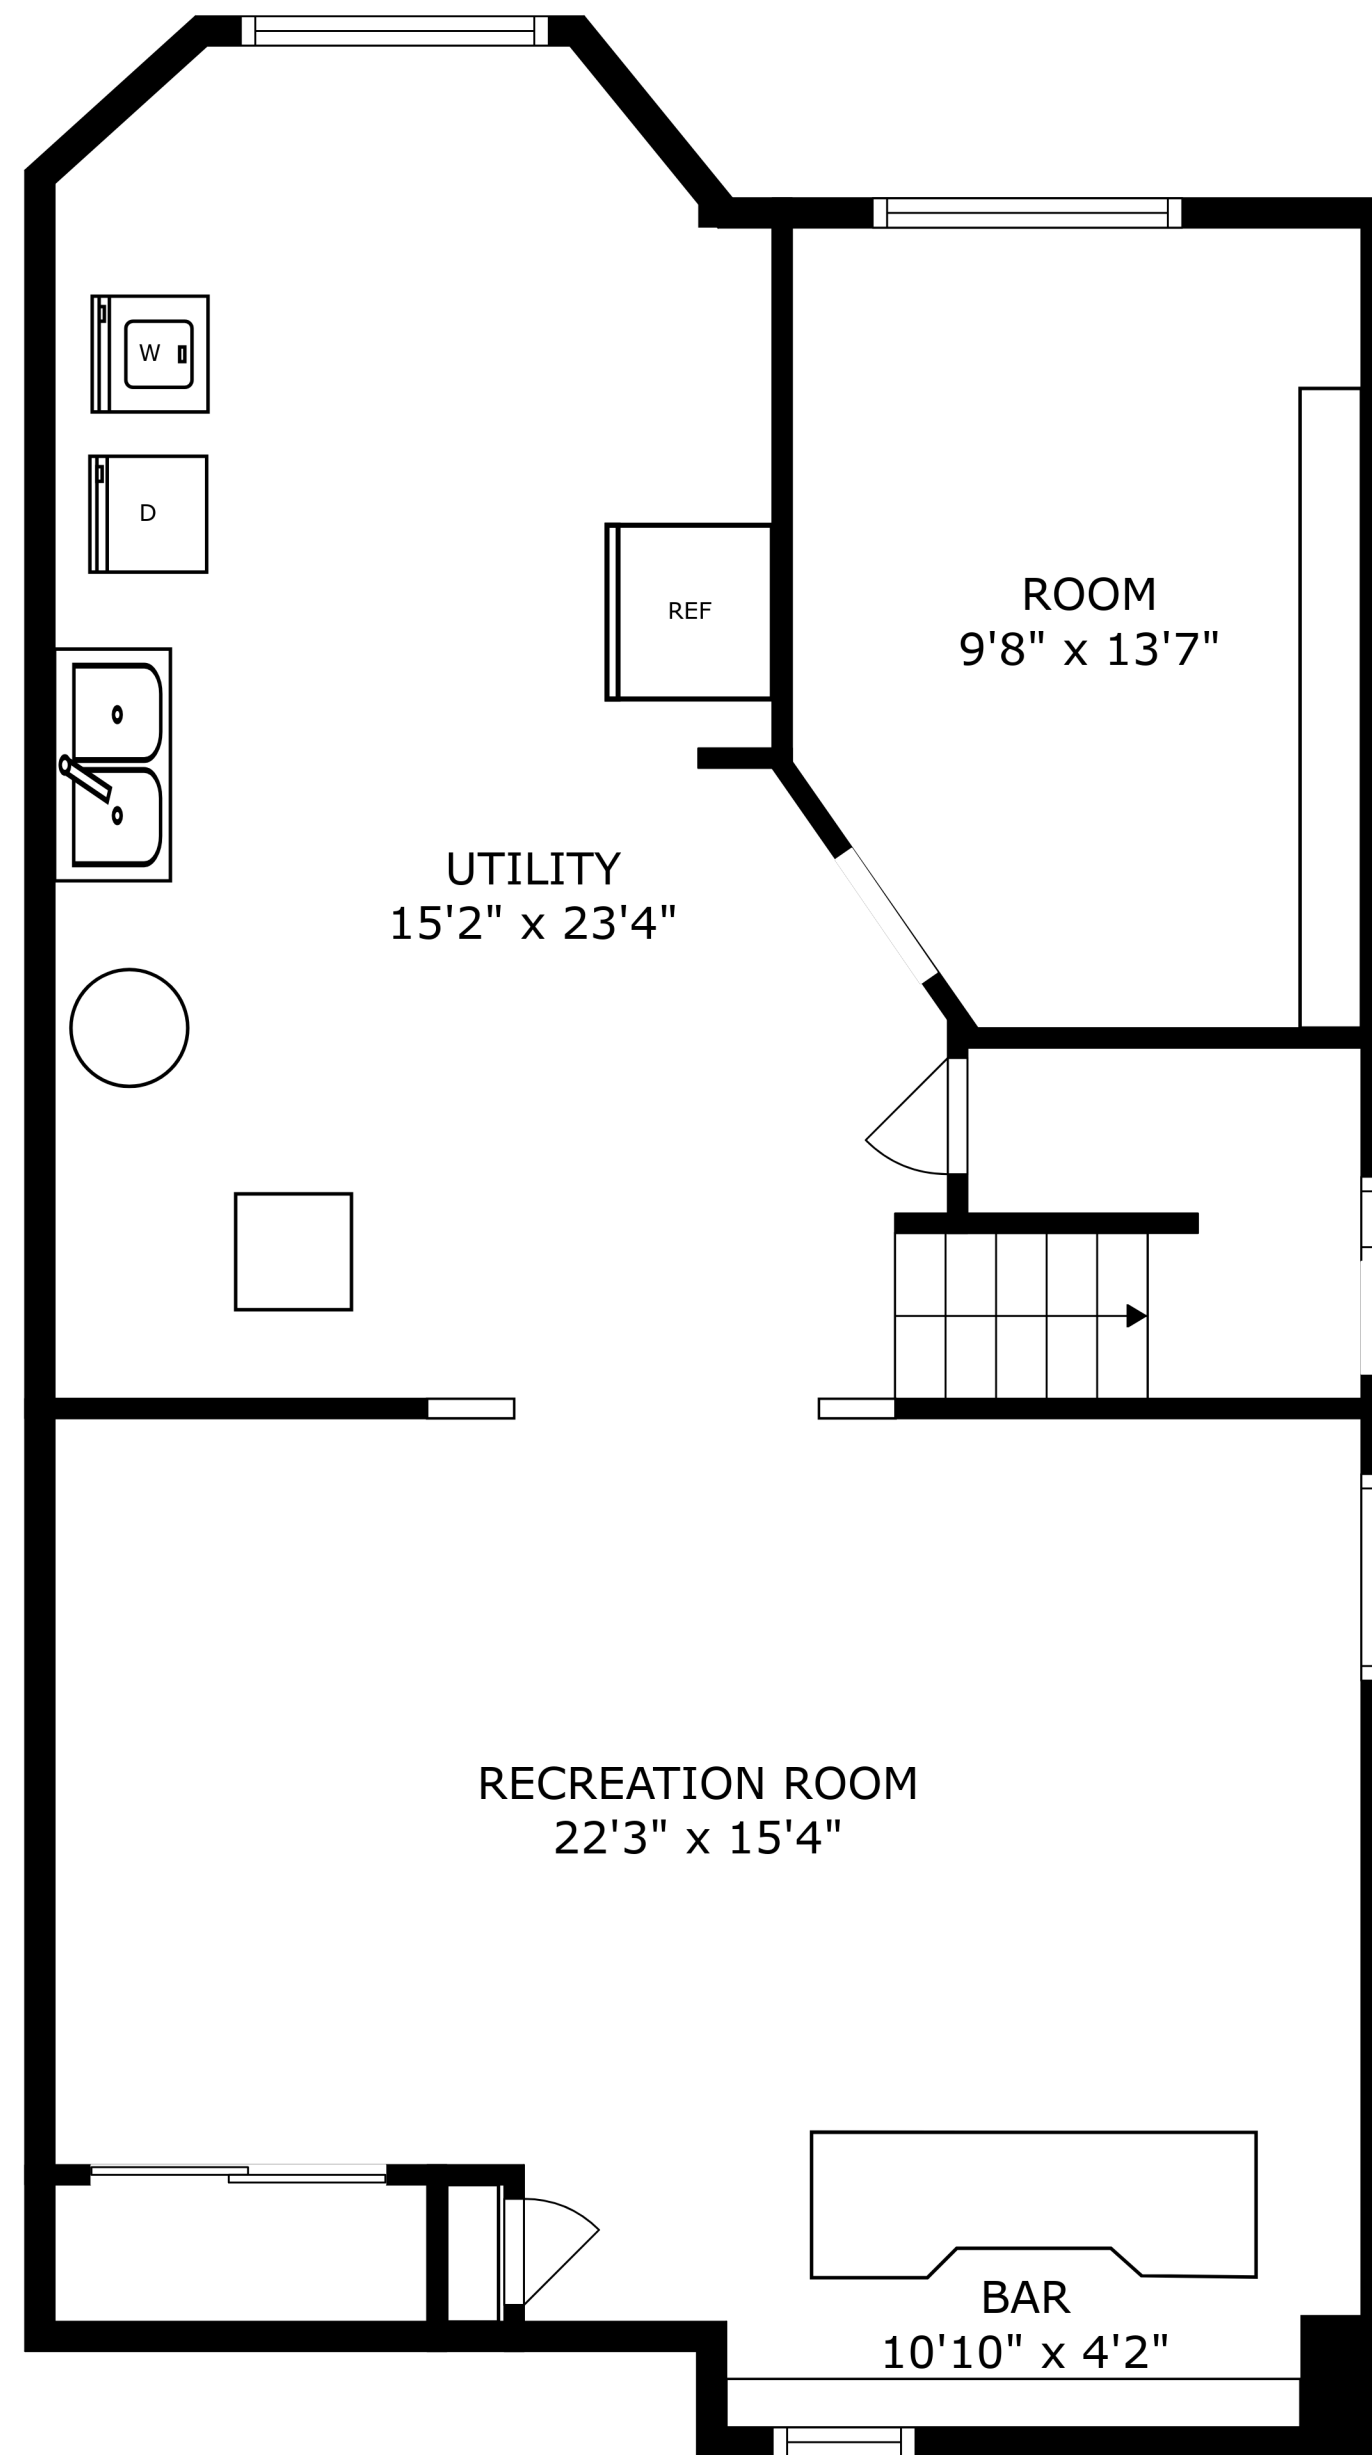 W
D
REF
ROOM
9'8" x 13'7"
UTILITY
15'2" x 23'4"
RECREATION ROOM
22'3" x 15'4"
BAR
10'10" x 4'2"